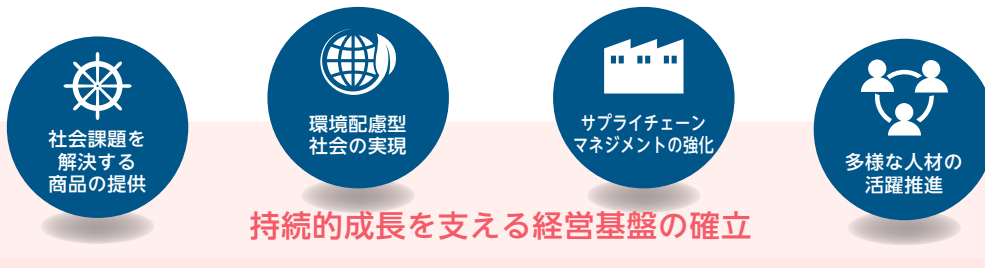 社会課題を
解決する
商品の提供
環境配慮型
社会の実現
サプライチェーン
マネジメントの強化
多様な人材の
活躍推進
持続的成長を支える経営基盤の確立